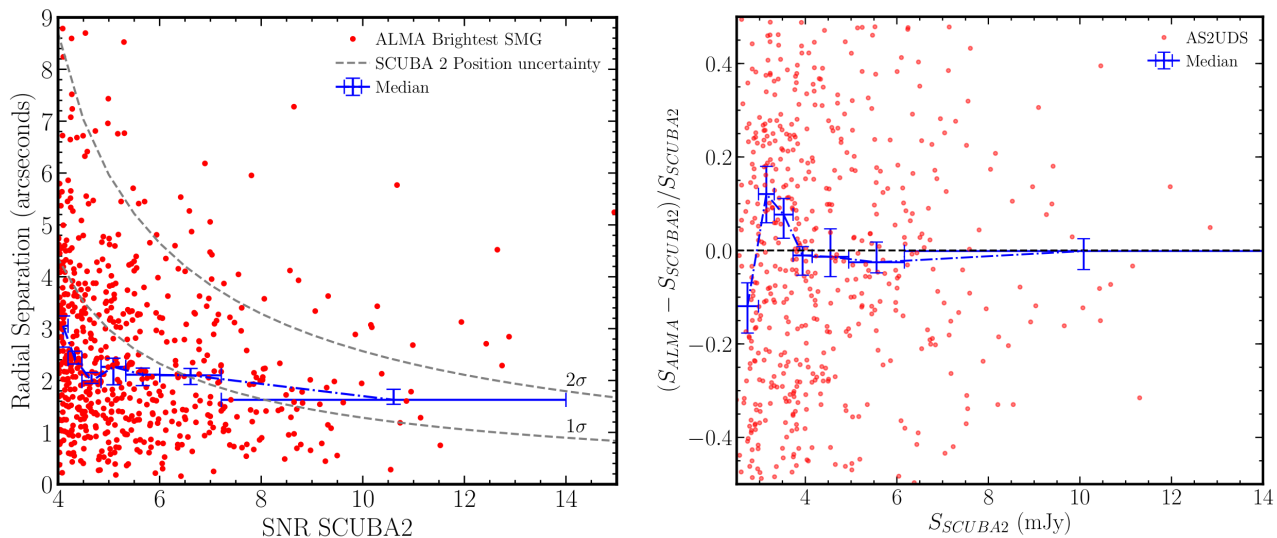 9
8
7
6
5
4
3
2
1
0
Radial Separation (arcseconds)
ALMA Brightest SMG
SCUBA 2 Position uncertainty
Median
2σ
1σ
4
6
8
10
12
14
SNR SCUBA2
0.4
0.2
0.0
−0.2
−0.4
(S_ALMA − S_SCUBA2)/S_SCUBA2
AS2UDS
Median
4
6
8
10
12
14
S_SCUBA2 (mJy)